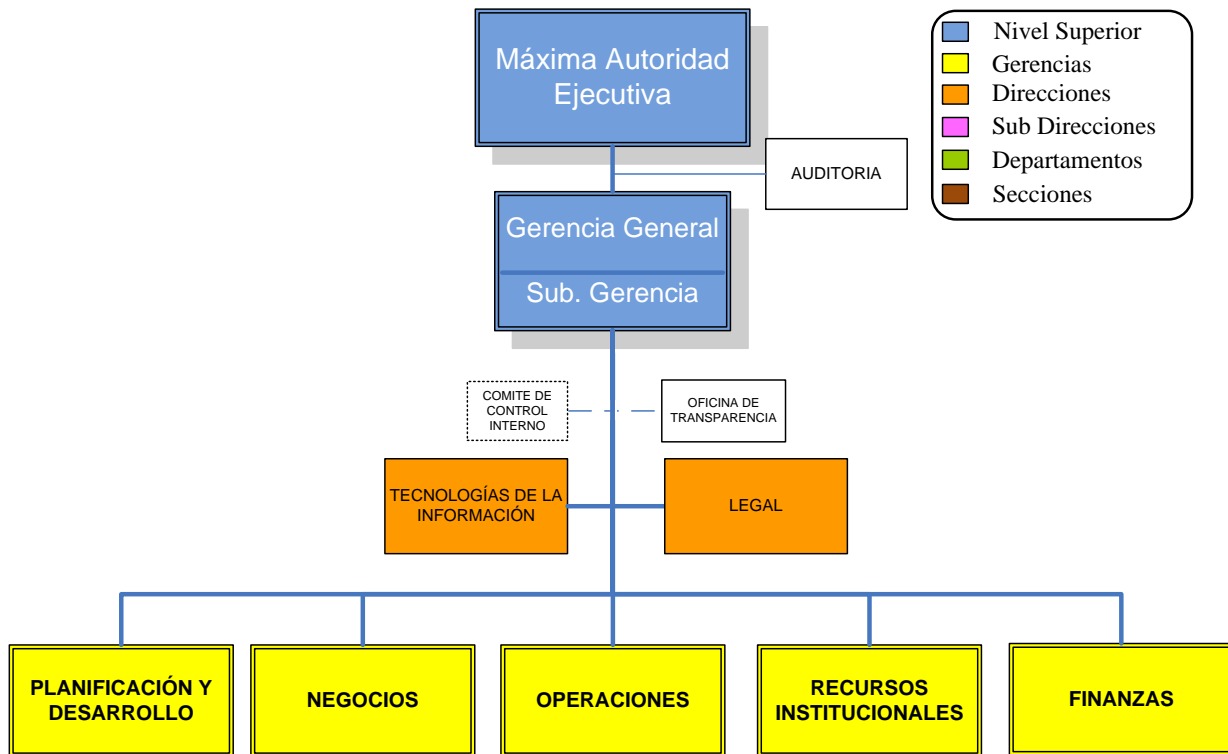 Máxima Autoridad
Ejecutiva
Nivel Superior
Gerencias
Direcciones
Sub Direcciones
Departamentos
Secciones
AUDITORIA
Gerencia General
Sub. Gerencia
COMITE DE
CONTROL
INTERNO
OFICINA DE
TRANSPARENCIA
TECNOLOGÍAS DE LA
INFORMACIÓN
LEGAL
PLANIFICACIÓN Y
DESARROLLO
NEGOCIOS
OPERACIONES
RECURSOS
INSTITUCIONALES
FINANZAS